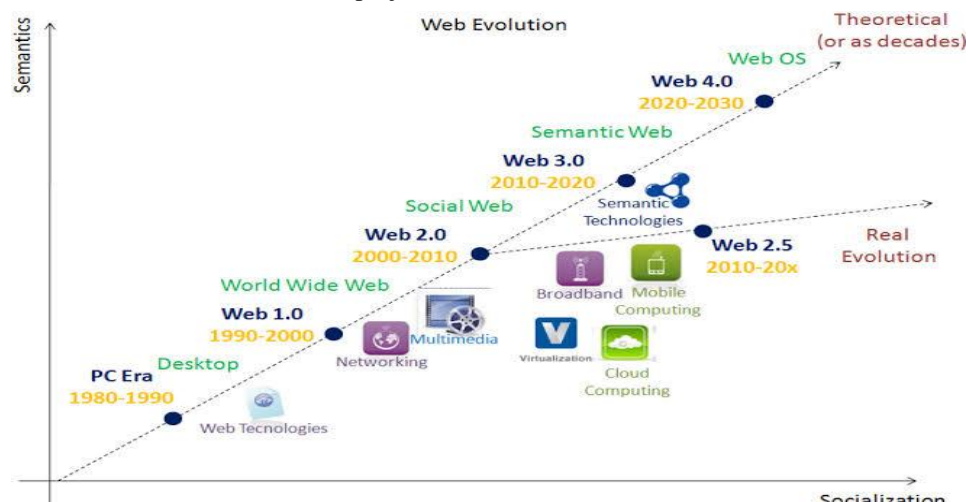 Web Evolution
Theoretical
(or as decades)
Semantics
Web OS
Web 4.0
2020-2030
Semantic Web
Web 3.0
2010-2020
Semantic
Technologies
Social Web
Web 2.0
2000-2010
Web 2.5
2010-20x
Real
Evolution
Broadband
Mobile
Computing
World Wide Web
Web 1.0
1990-2000
Multimedia
Networking
V
Virtualization
Cloud
Computing
Desktop
PC Era
1980-1990
Web Tecnologies
Socialization